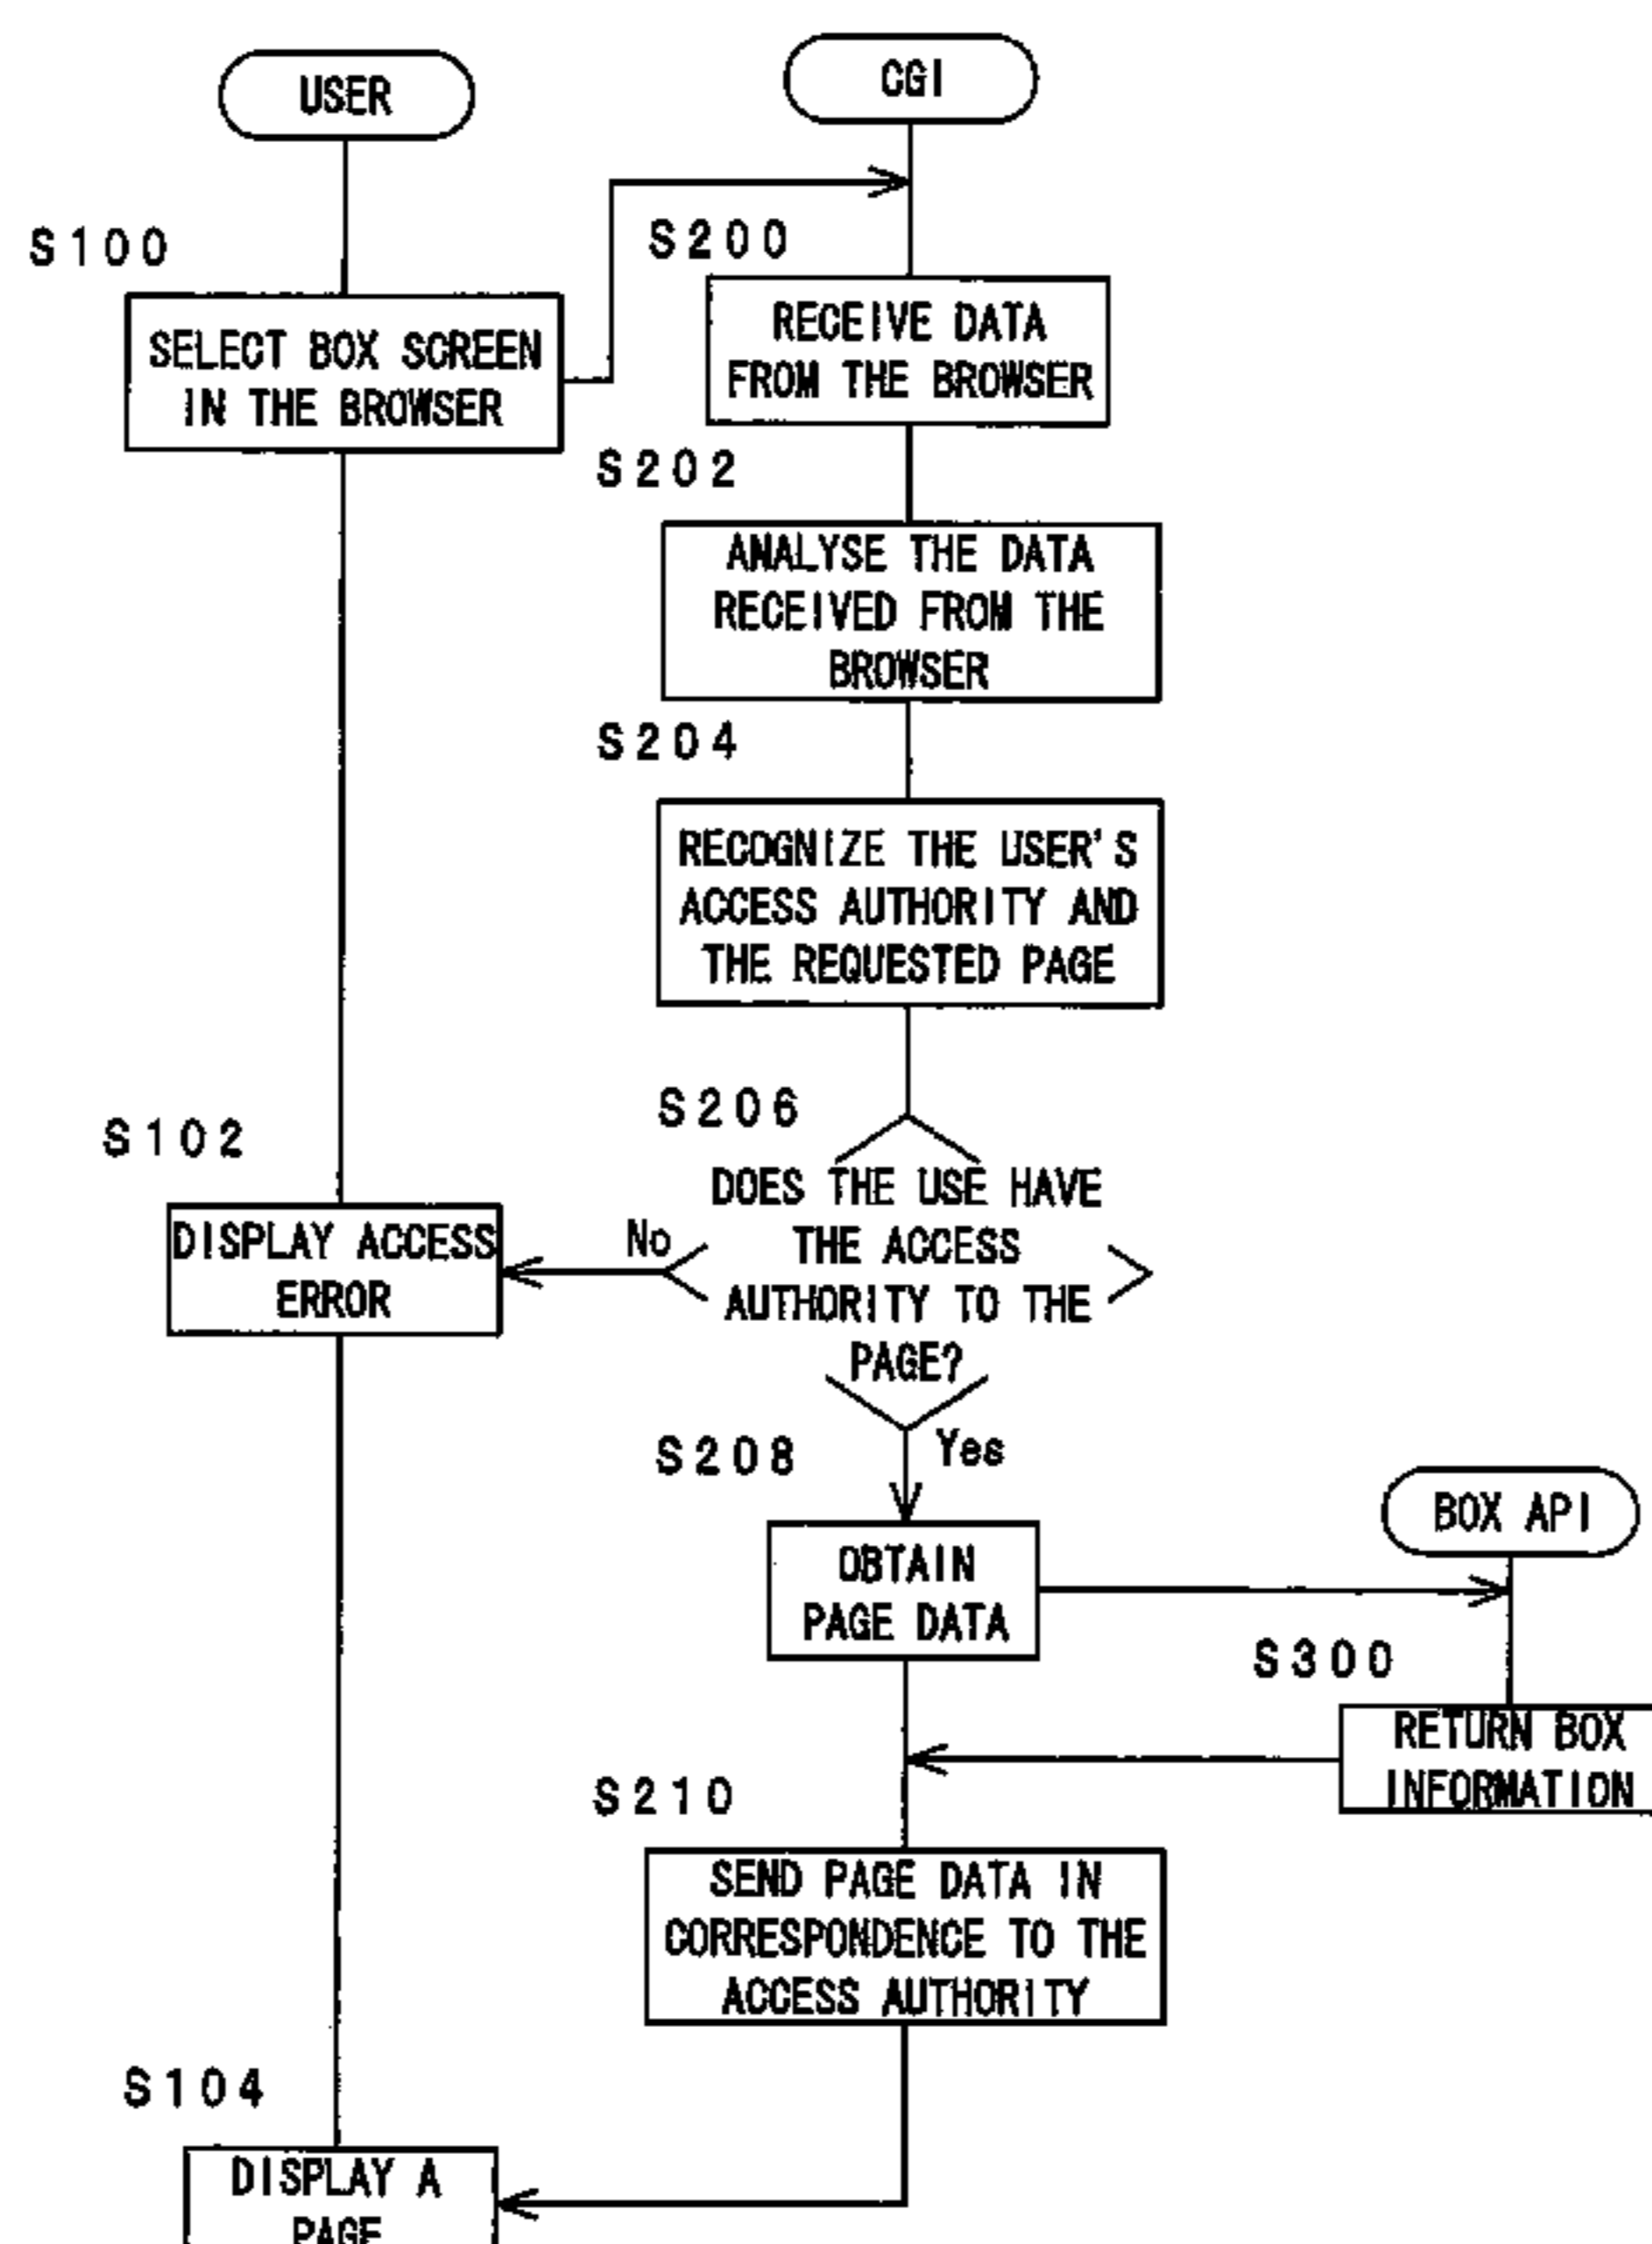 USER
CGI
S100
S200
SELECT BOX SCREEN
IN THE BROWSER
RECEIVE DATA
FROM THE BROWSER
S202
ANALYSE THE DATA
RECEIVED FROM THE
BROWSER
S204
RECOGNIZE THE USER'S
ACCESS AUTHORITY AND
THE REQUESTED PAGE
S206
S102
DOES THE USE HAVE
THE ACCESS
AUTHORITY TO THE
PAGE?
No
DISPLAY ACCESS
ERROR
Yes
S208
BOX API
OBTAIN
PAGE DATA
S300
RETURN BOX
INFORMATION
S210
SEND PAGE DATA IN
CORRESPONDENCE TO THE
ACCESS AUTHORITY
S104
DISPLAY A
PAGE